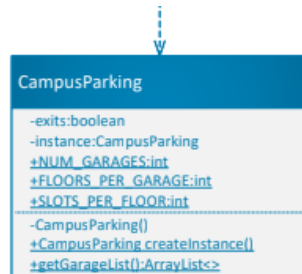 CampusParking
-exits:boolean
-instance:CampusParking
+NUM_GARAGES:int
+FLOORS_PER_GARAGE:int
+SLOTS_PER_FLOOR:int
-CampusParking()
+CampusParking createInstance()
+getGarageList():ArrayList<>